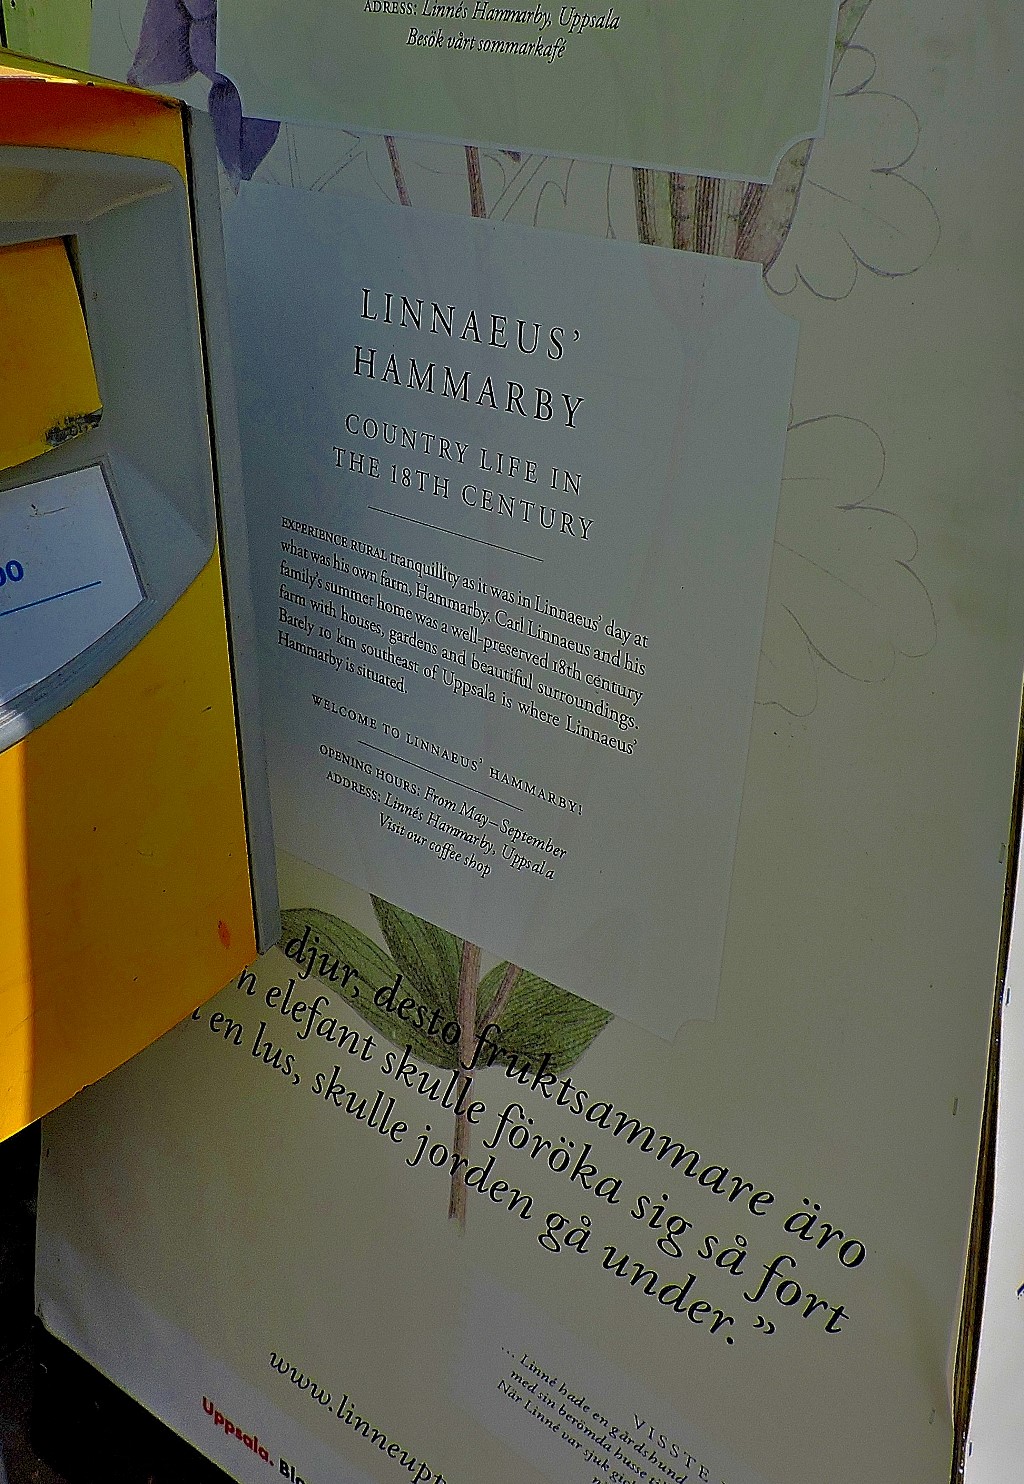 ADRESS: Linnés Hammarby, Uppsala
Besök vårt sommarkafé
LINNAEUS’
HAMMARBY
COUNTRY LIFE IN
THE 18TH CENTURY
EXPERIENCE RURAL tranquillity as it was in Linnaeus’ day at
what was his own farm, Hammarby. Carl Linnaeus and his
family’s summer home was a well-preserved 18th century
farm with houses, gardens and beautiful surroundings.
Barely 10 km southeast of Uppsala is where Linnaeus’
Hammarby is situated.
WELCOME TO LINNAEUS’ HAMMARBY!
OPENING HOURS: From May–September
ADDRESS: Linnés Hammarby, Uppsala
Visit our coffee shop
djur, desto fruktsammare äro
n elefant skulle föröka sig så fort
en lus, skulle jorden gå under.”
www.linneupp
VISSTE
... Linné hade en gårdshund
med sin berömda husse
När Linné var sjuk
Uppsala.